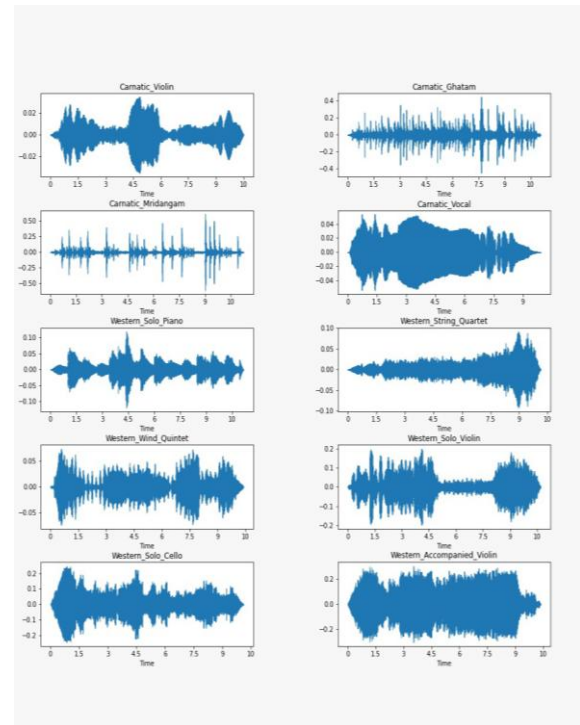 Carnatic_Violin
0.02
0.00
−0.02
0 1.5 3 4.5 6 7.5 9 10
Time
Carnatic_Ghatam
0.4
0.2
0.0
−0.2
−0.4
0 1.5 3 4.5 6 7.5 9 10
Time
Carnatic_Mridangam
0.50
0.25
0.00
−0.25
−0.50
0 1.5 3 4.5 6 7.5 9 10
Time
Carnatic_Vocal
0.04
0.02
0.00
−0.02
−0.04
0 1.5 3 4.5 6 7.5 9
Time
Western_Solo_Piano
0.10
0.05
0.00
−0.05
−0.10
0 1.5 3 4.5 6 7.5 9 10
Time
Western_String_Quartet
0.10
0.05
0.00
−0.05
−0.10
0 1.5 3 4.5 6 7.5 9 10
Time
Western_Wind_Quintet
0.05
0.00
−0.05
0 1.5 3 4.5 6 7.5 9 10
Time
Western_Solo_Violin
0.2
0.1
0.0
−0.1
−0.2
0 1.5 3 4.5 6 7.5 9 10
Time
Western_Solo_Cello
0.2
0.1
0.0
−0.1
−0.2
0 1.5 3 4.5 6 7.5 9 10
Time
Western_Accompanied_Violin
0.2
0.0
−0.2
0 1.5 3 4.5 6 7.5 9 10
Time